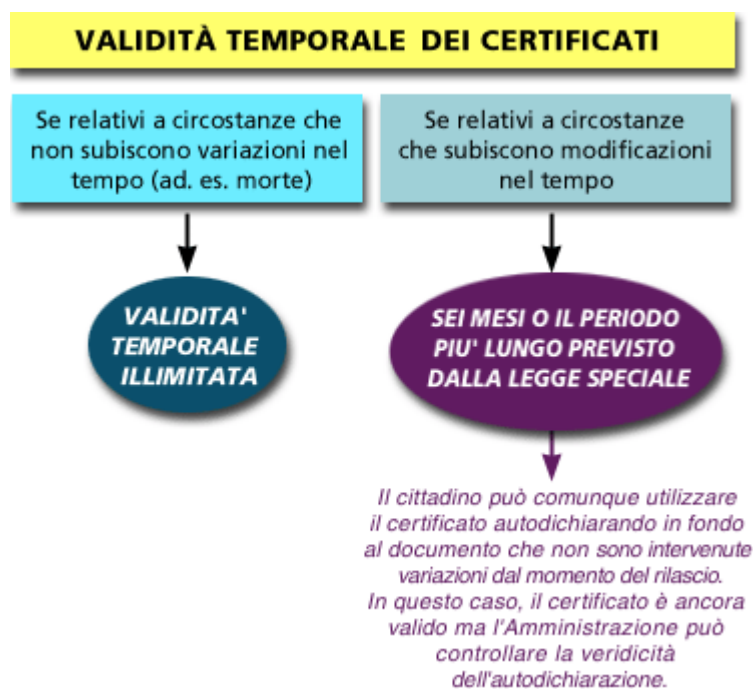 VALIDITÀ TEMPORALE DEI CERTIFICATI
Se relativi a circostanze che
non subiscono variazioni nel
tempo (ad. es. morte)
Se relativi a circostanze
che subiscono modificazioni
nel tempo
VALIDITA'
TEMPORALE
ILLIMITATA
SEI MESI O IL PERIODO
PIU' LUNGO PREVISTO
DALLA LEGGE SPECIALE
Il cittadino può comunque utilizzare
il certificato autodichiarando in fondo
al documento che non sono intervenute
variazioni dal momento del rilascio.
In questo caso, il certificato è ancora
valido ma l'Amministrazione può
controllare la veridicità
dell'autodichiarazione.